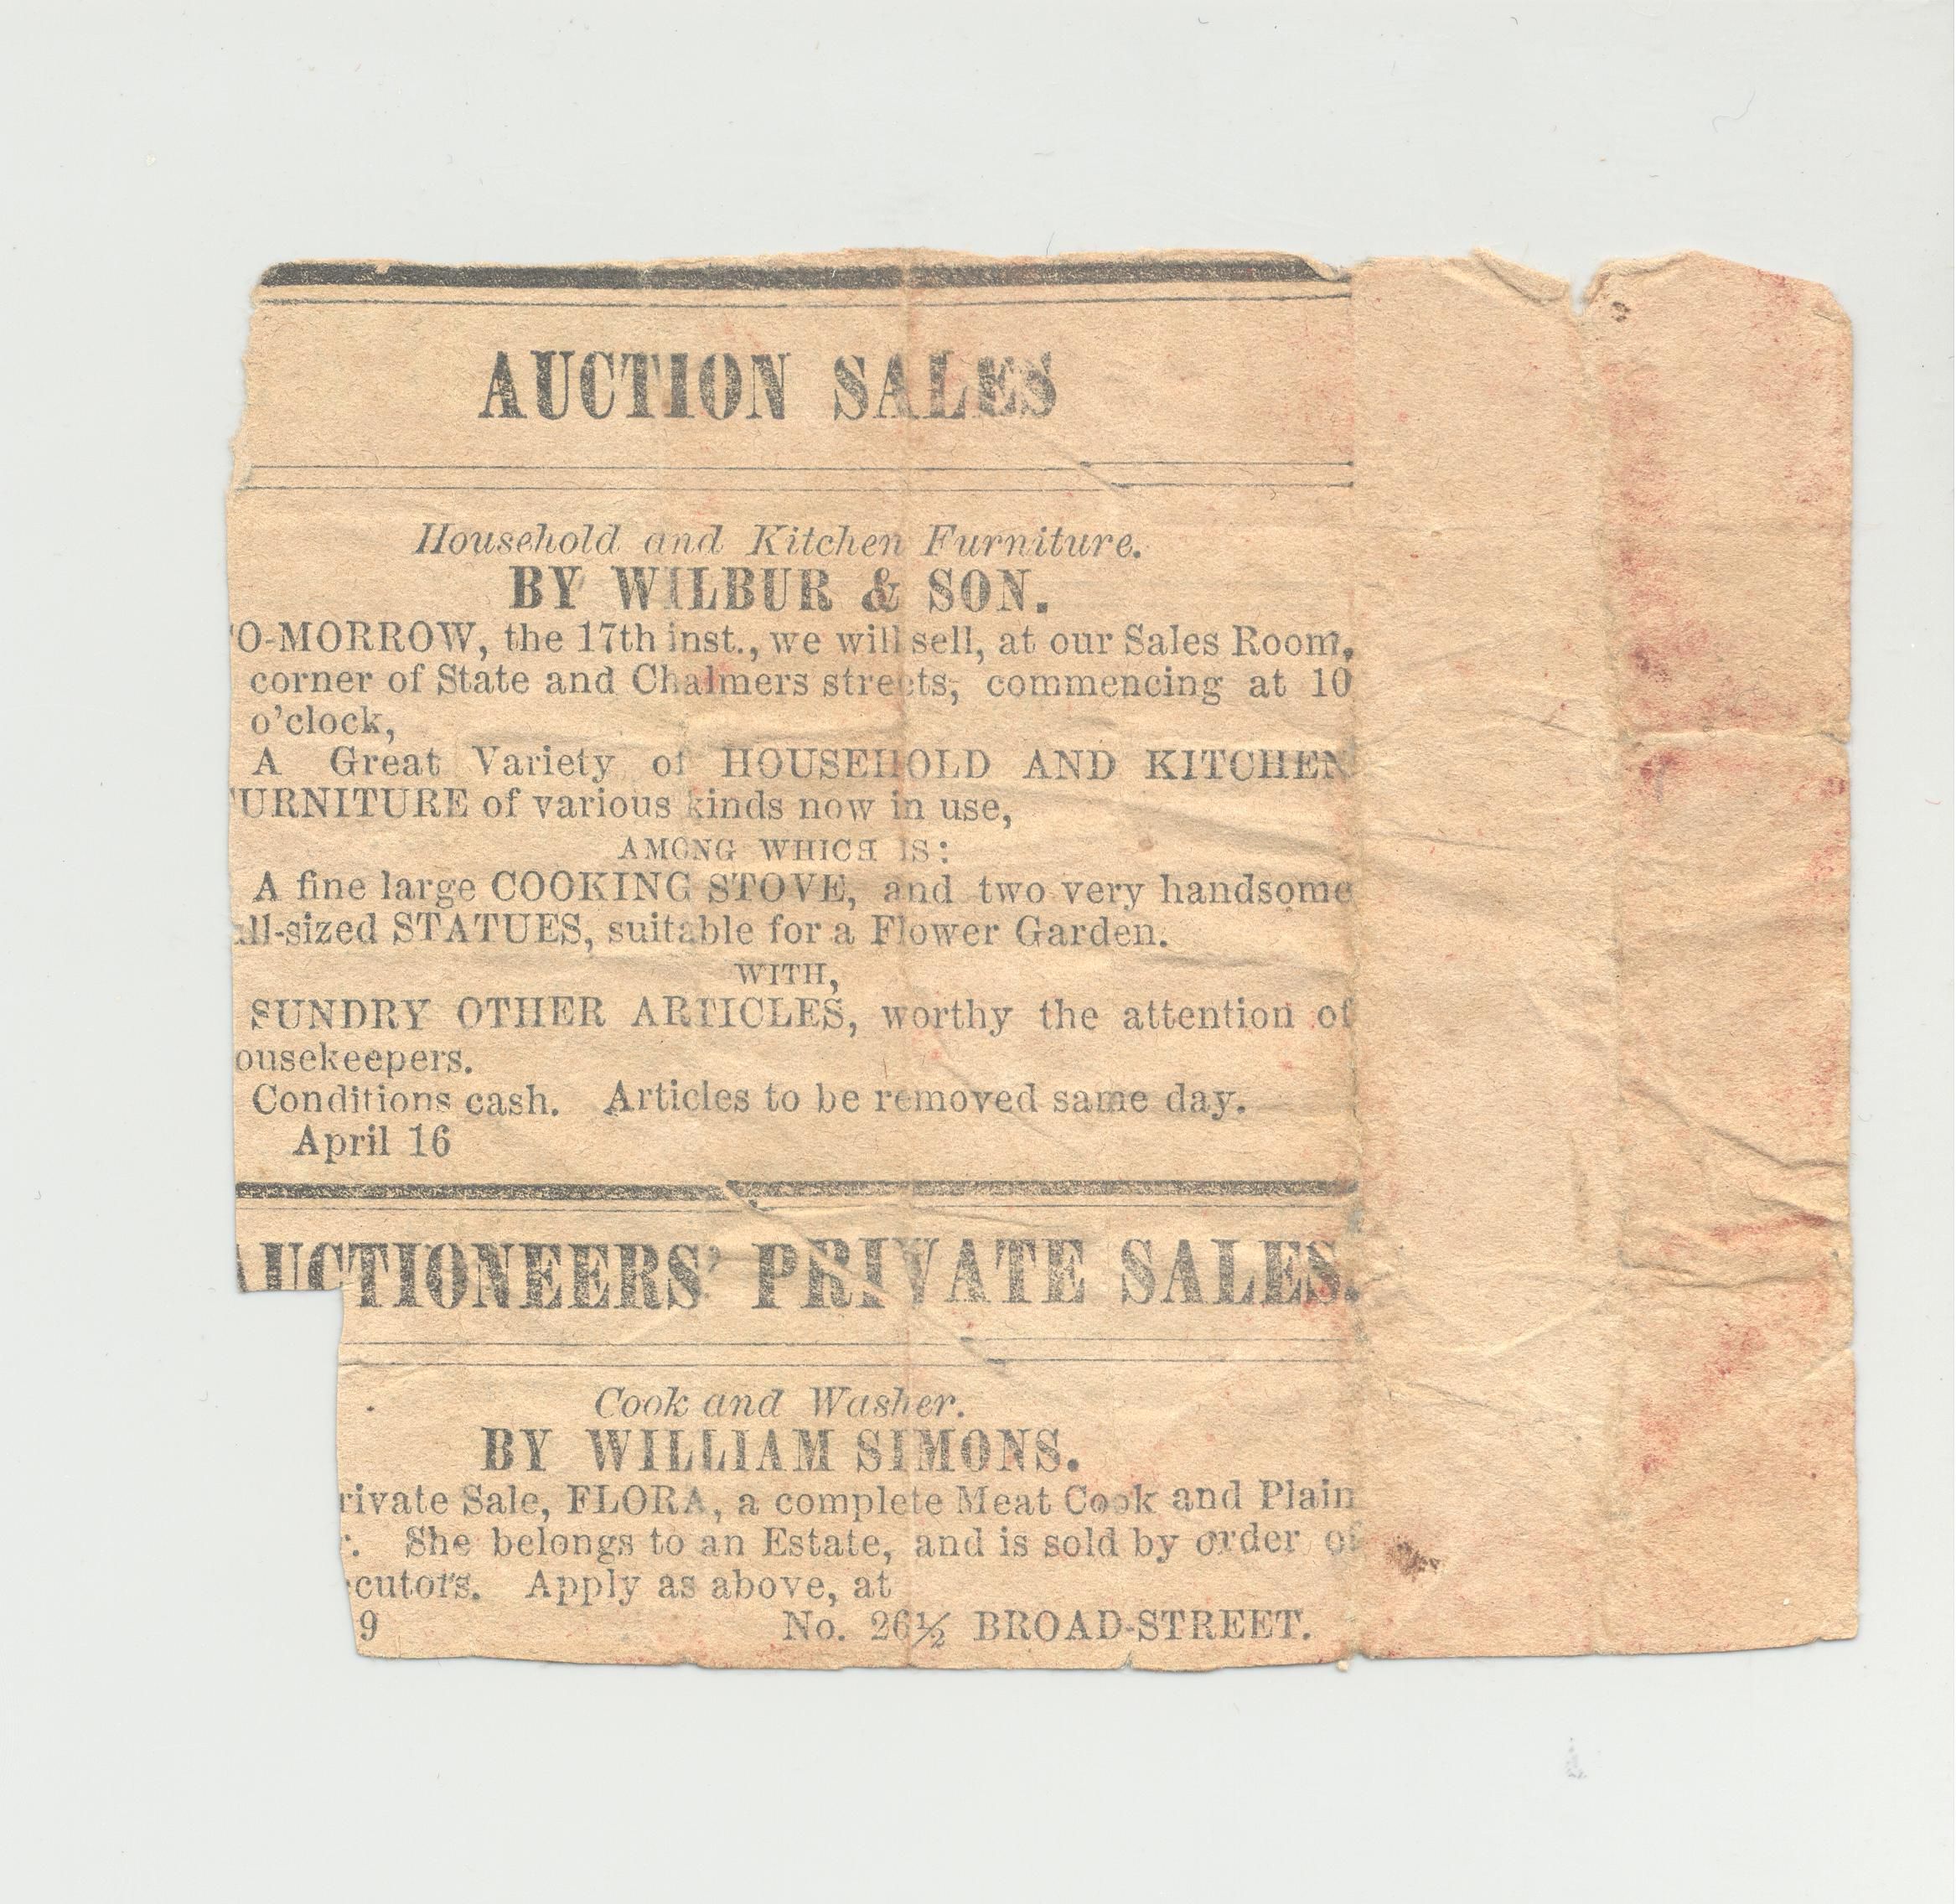 AUCTION SALES
Household and Kitchen Furniture.
BY WILBUR & SON.
O-MORROW, the 17th inst., we will sell, at our Sales Room,
corner of State and Chalmers streets, commencing at 10
o'clock,
A Great Variety of HOUSEHOLD AND KITCHEN
URNITURE of various kinds now in use,
AMONG WHICH IS:
A fine large COOKING STOVE, and two very handsome
ll-sized STATUES, suitable for a Flower Garden.
WITH,
SUNDRY OTHER ARTICLES, worthy the attention of
ousekeepers.
Conditions cash. Articles to be removed same day.
April 16
AUCTIONEERS' PRIVATE SALES.
Cook and Washer.
BY WILLIAM SIMONS.
rivate Sale, FLORA, a complete Meat Cook and Plain
r. She belongs to an Estate, and is sold by order of
cutors. Apply as above, at
9 No. 26½ BROAD-STREET.